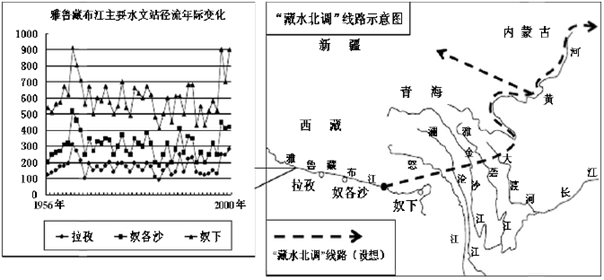 雅鲁藏布江主要水文站径流年际变化
1000
900
800
700
600
500
400
300
200
100
0
1956年
2000年
拉孜
奴各沙
奴下
“藏水北调”线路示意图
新疆
内蒙古
河
黄
青海
西藏
澜
雅
金
大
怒
雅鲁藏布江
沧
沙
砻
渡
河
长
江
拉孜
奴各沙
奴下
江
江
江
江
“藏水北调”线路（设想）